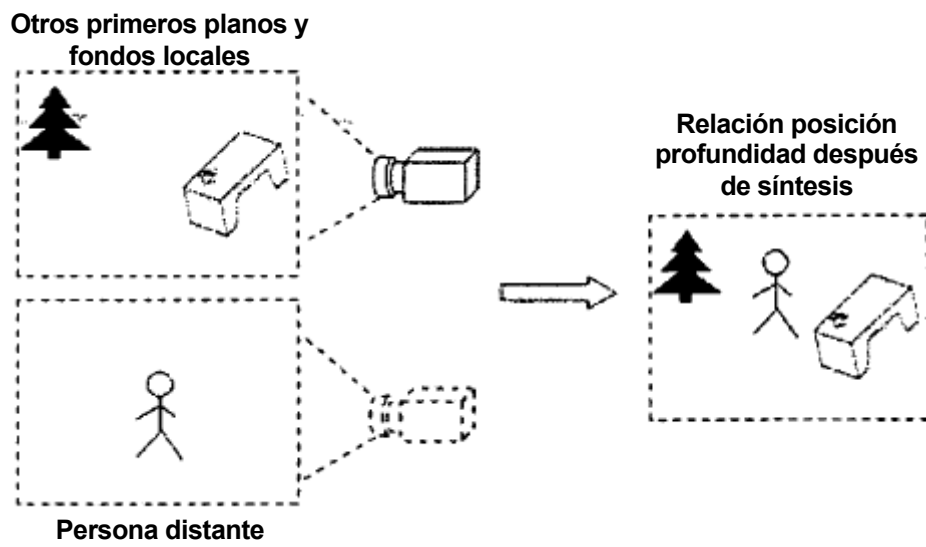 Otros primeros planos y
fondos locales
Relación posición
profundidad después
de síntesis
Persona distante